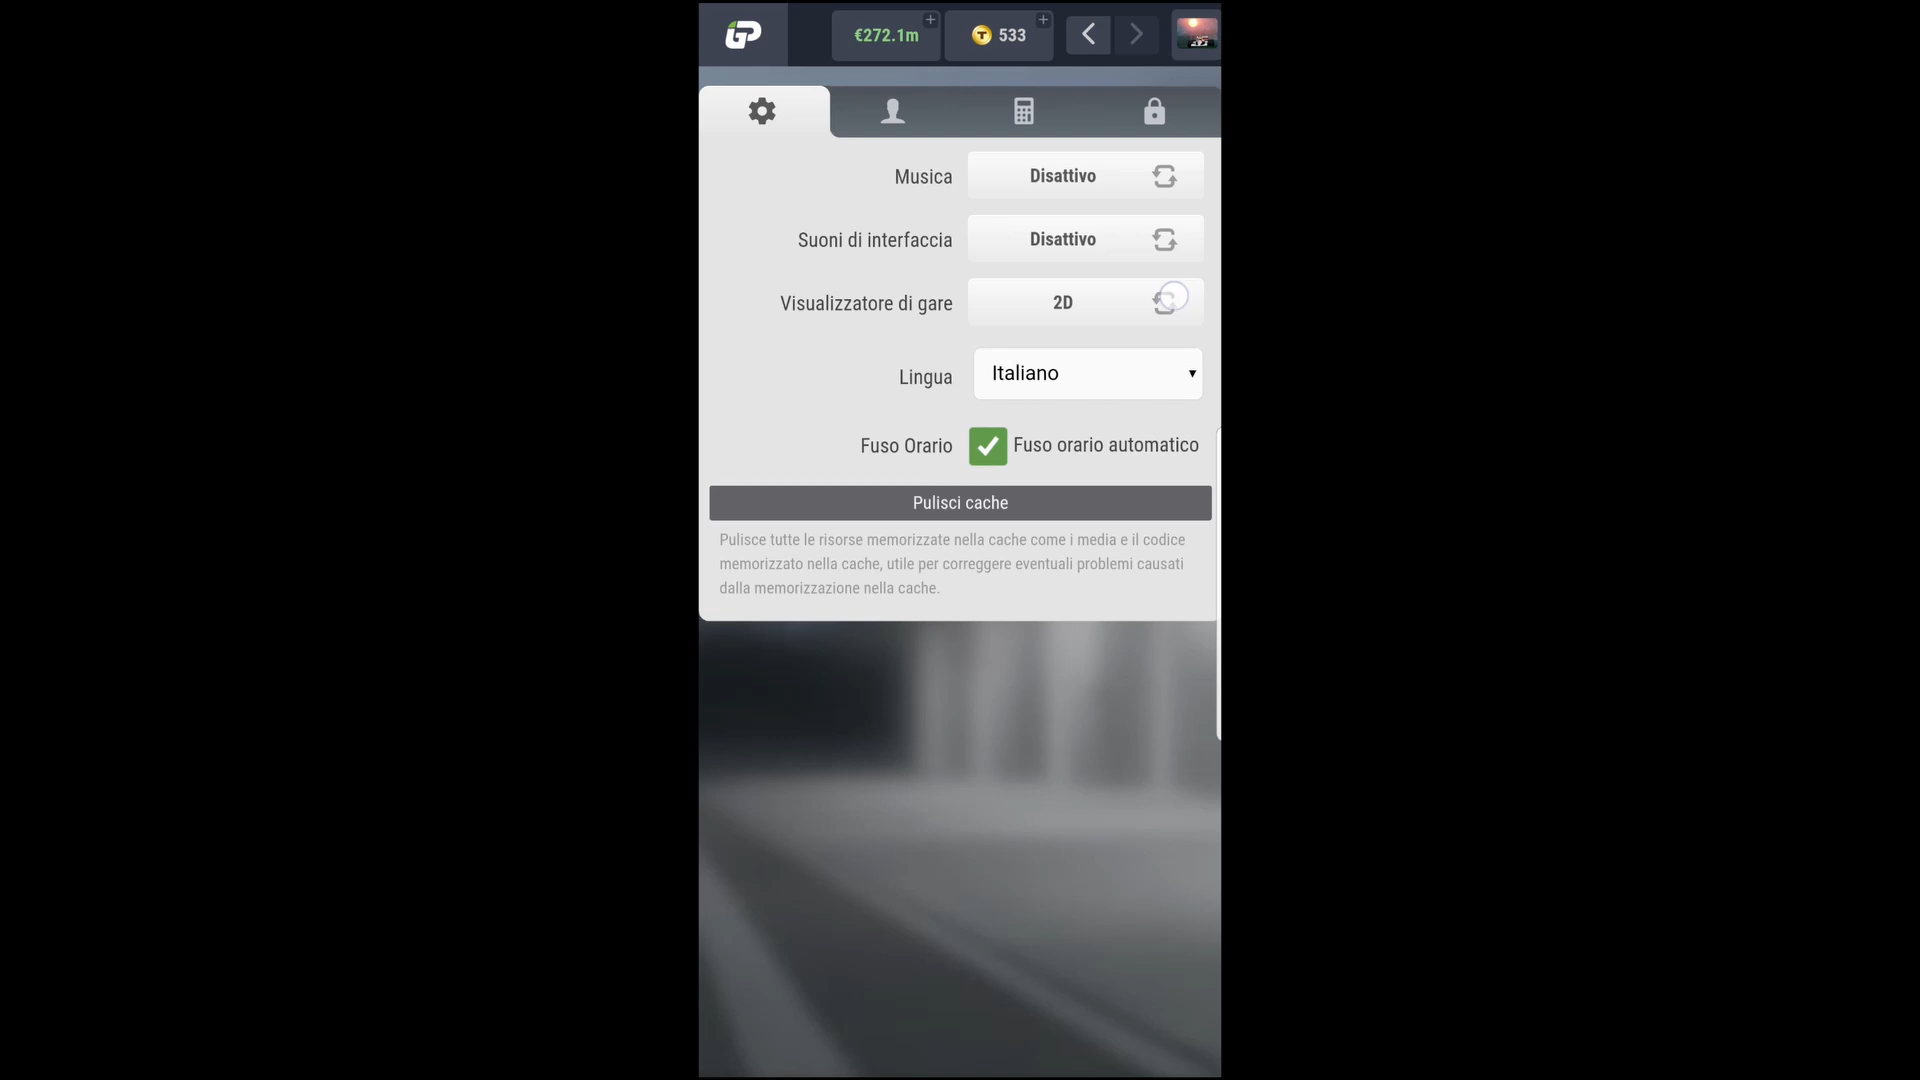 GP €272.1m + T 533 +
Musica Disattivo
Suoni di interfaccia Disattivo
Visualizzatore di gare 2D
Lingua Italiano
Fuso Orario Fuso orario automatico
Pulisci cache
Pulisce tutte le risorse memorizzate nella cache come i media e il codice
memorizzato nella cache, utile per correggere eventuali problemi causati
dalla memorizzazione nella cache.